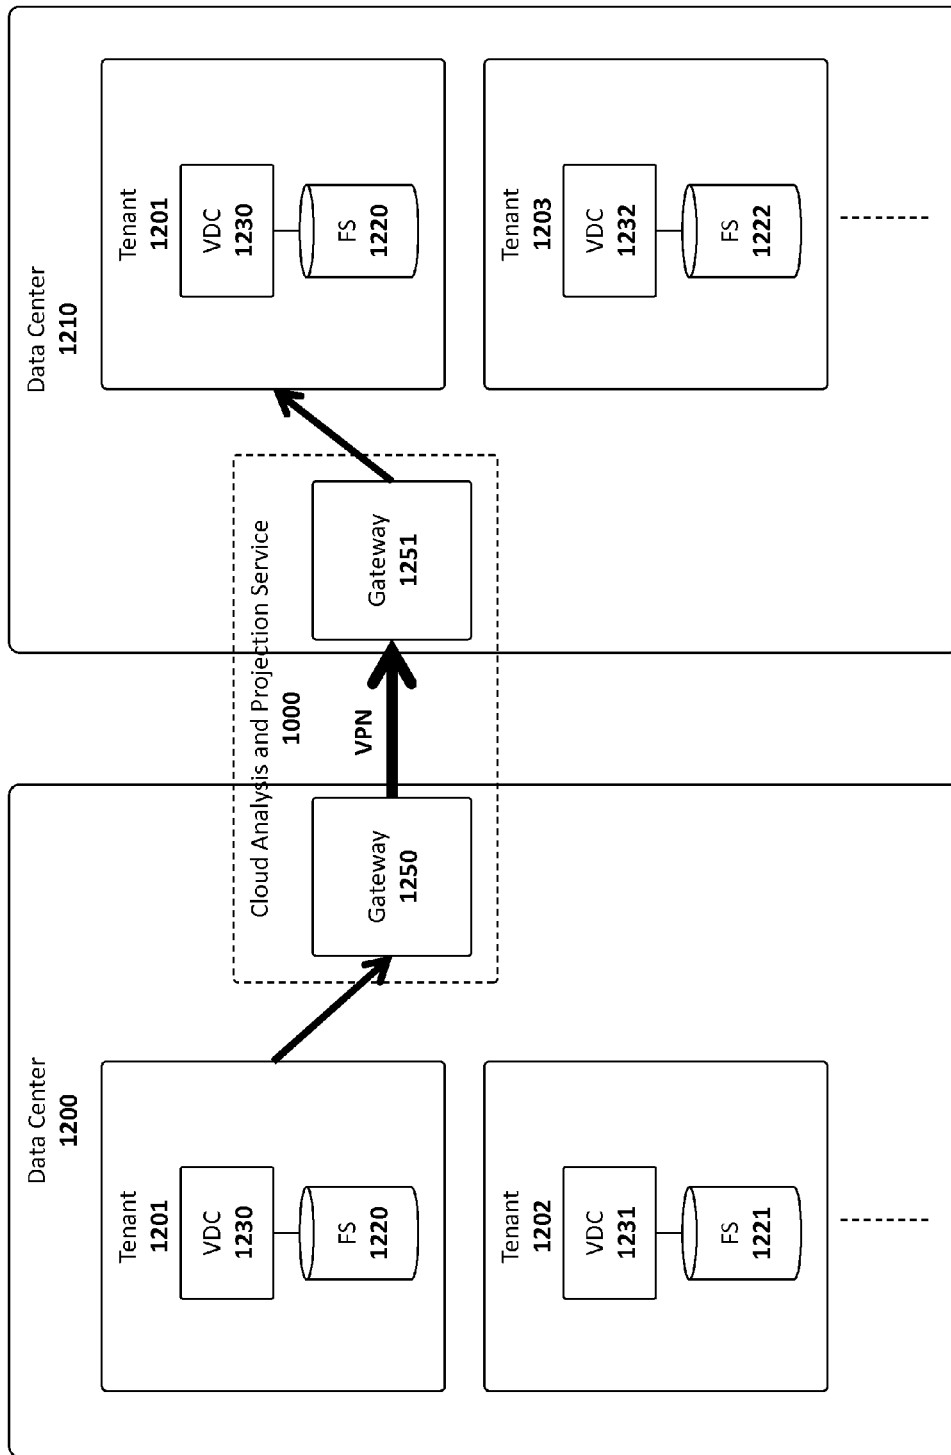 Data Center
1200
Tenant
1201
VDC
1230
FS
1220
Tenant
1202
VDC
1231
FS
1221
Cloud Analysis and Projection Service
1000
VPN
Gateway
1250
Gateway
1251
Data Center
1210
Tenant
1201
VDC
1230
FS
1220
Tenant
1203
VDC
1232
FS
1222